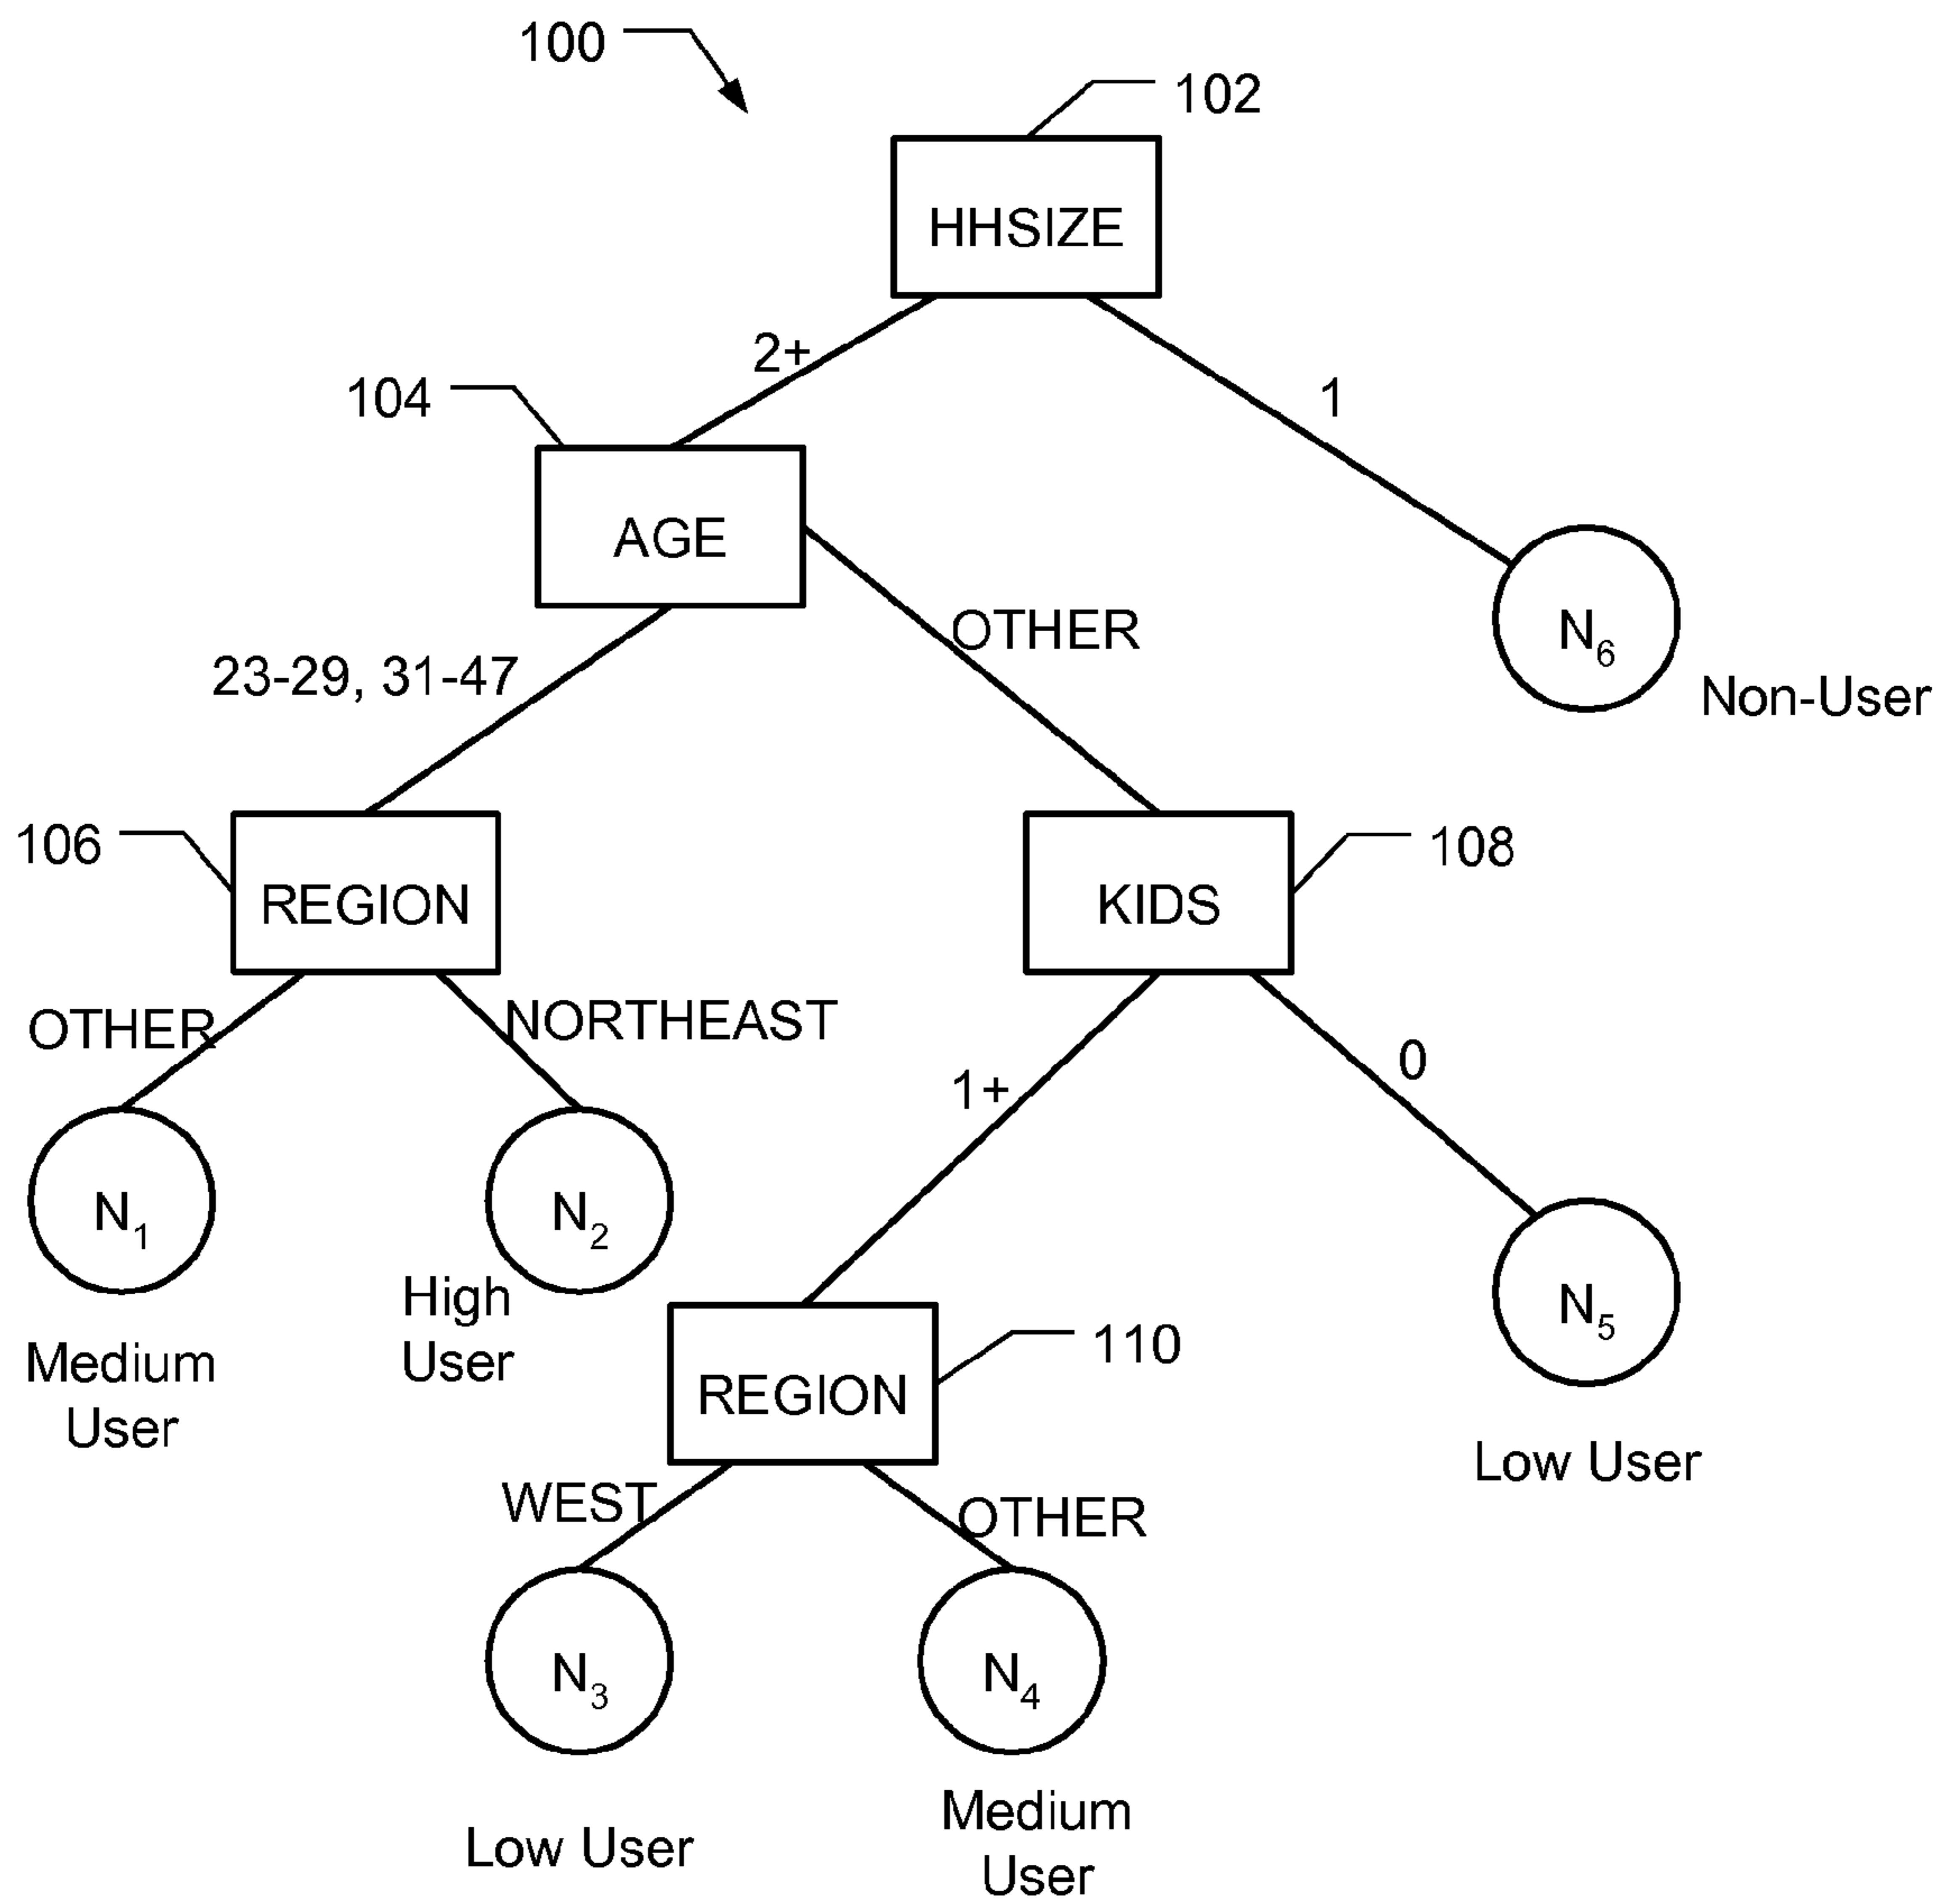 100
102
HHSIZE
2+
1
104
AGE
OTHER
N6
23-29, 31-47
Non-User
106
REGION
KIDS
108
OTHER
NORTHEAST
1+
0
N1
N2
High
User
Medium
User
N5
110
REGION
Low User
WEST
OTHER
N3
N4
Low User
Medium
User